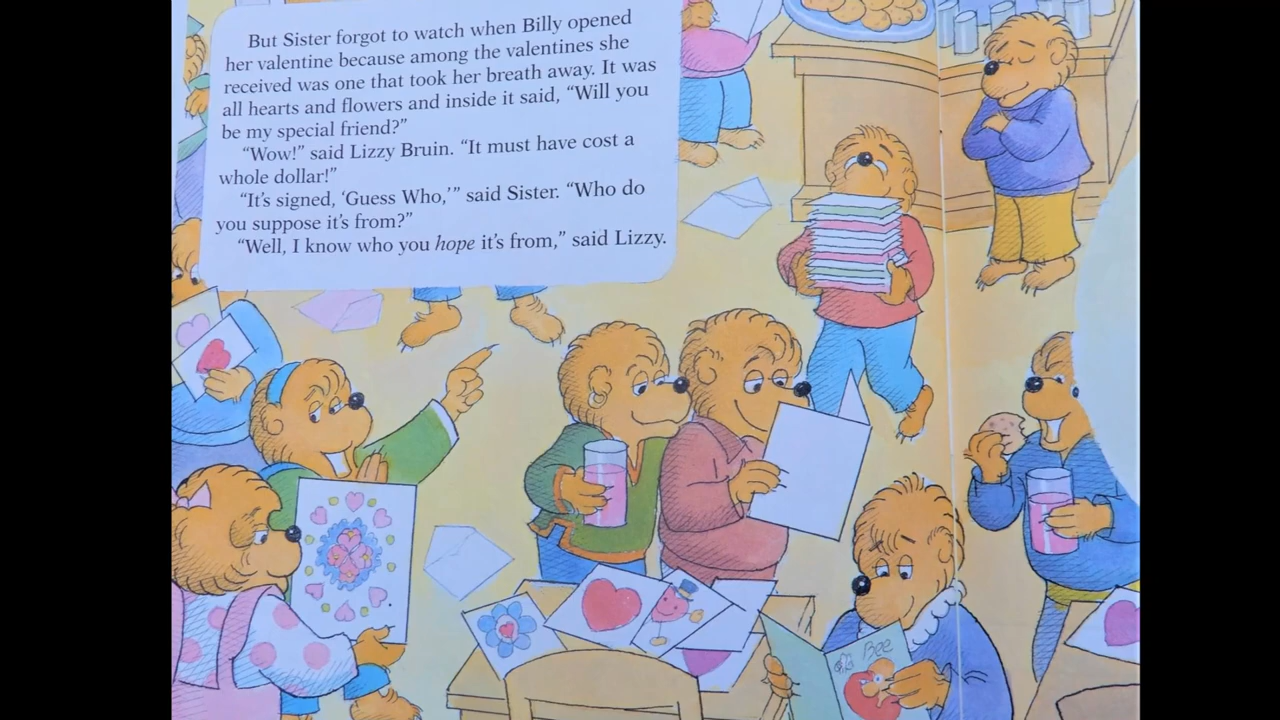 But Sister forgot to watch when Billy opened
her valentine because among the valentines she
received was one that took her breath away. It was
all hearts and flowers and inside it said, “Will you
be my special friend?”
“Wow!” said Lizzy Bruin. “It must have cost a
whole dollar!”
“It’s signed, ‘Guess Who,’” said Sister. “Who do
you suppose it’s from?”
“Well, I know who you hope it’s from,” said Lizzy.
Bee